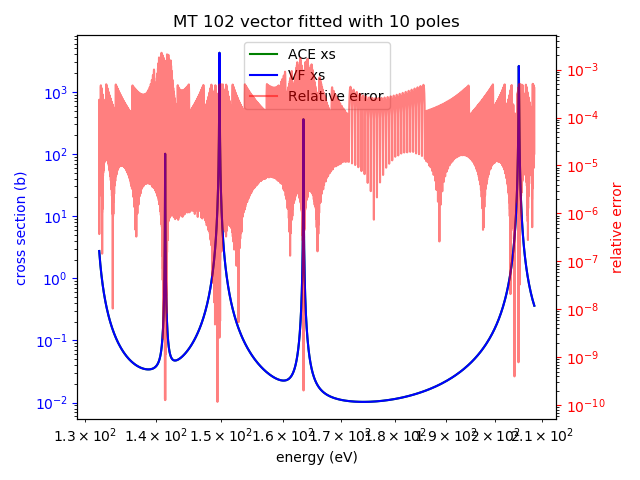 MT 102 vector fitted with 10 poles
ACE xs
VF xs
Relative error
cross section (b)
10³
10²
10¹
10⁰
10⁻¹
10⁻²
10⁻³
10⁻⁴
10⁻⁵
10⁻⁶
10⁻⁷
10⁻⁸
10⁻⁹
10⁻¹⁰
relative error
1.3 × 10² 1.4 × 10² 1.5 × 10² 1.6 × 10² 1.7 × 10² 1.8 × 10² 1.9 × 10² 2 × 10² 2.1 × 10²
energy (eV)